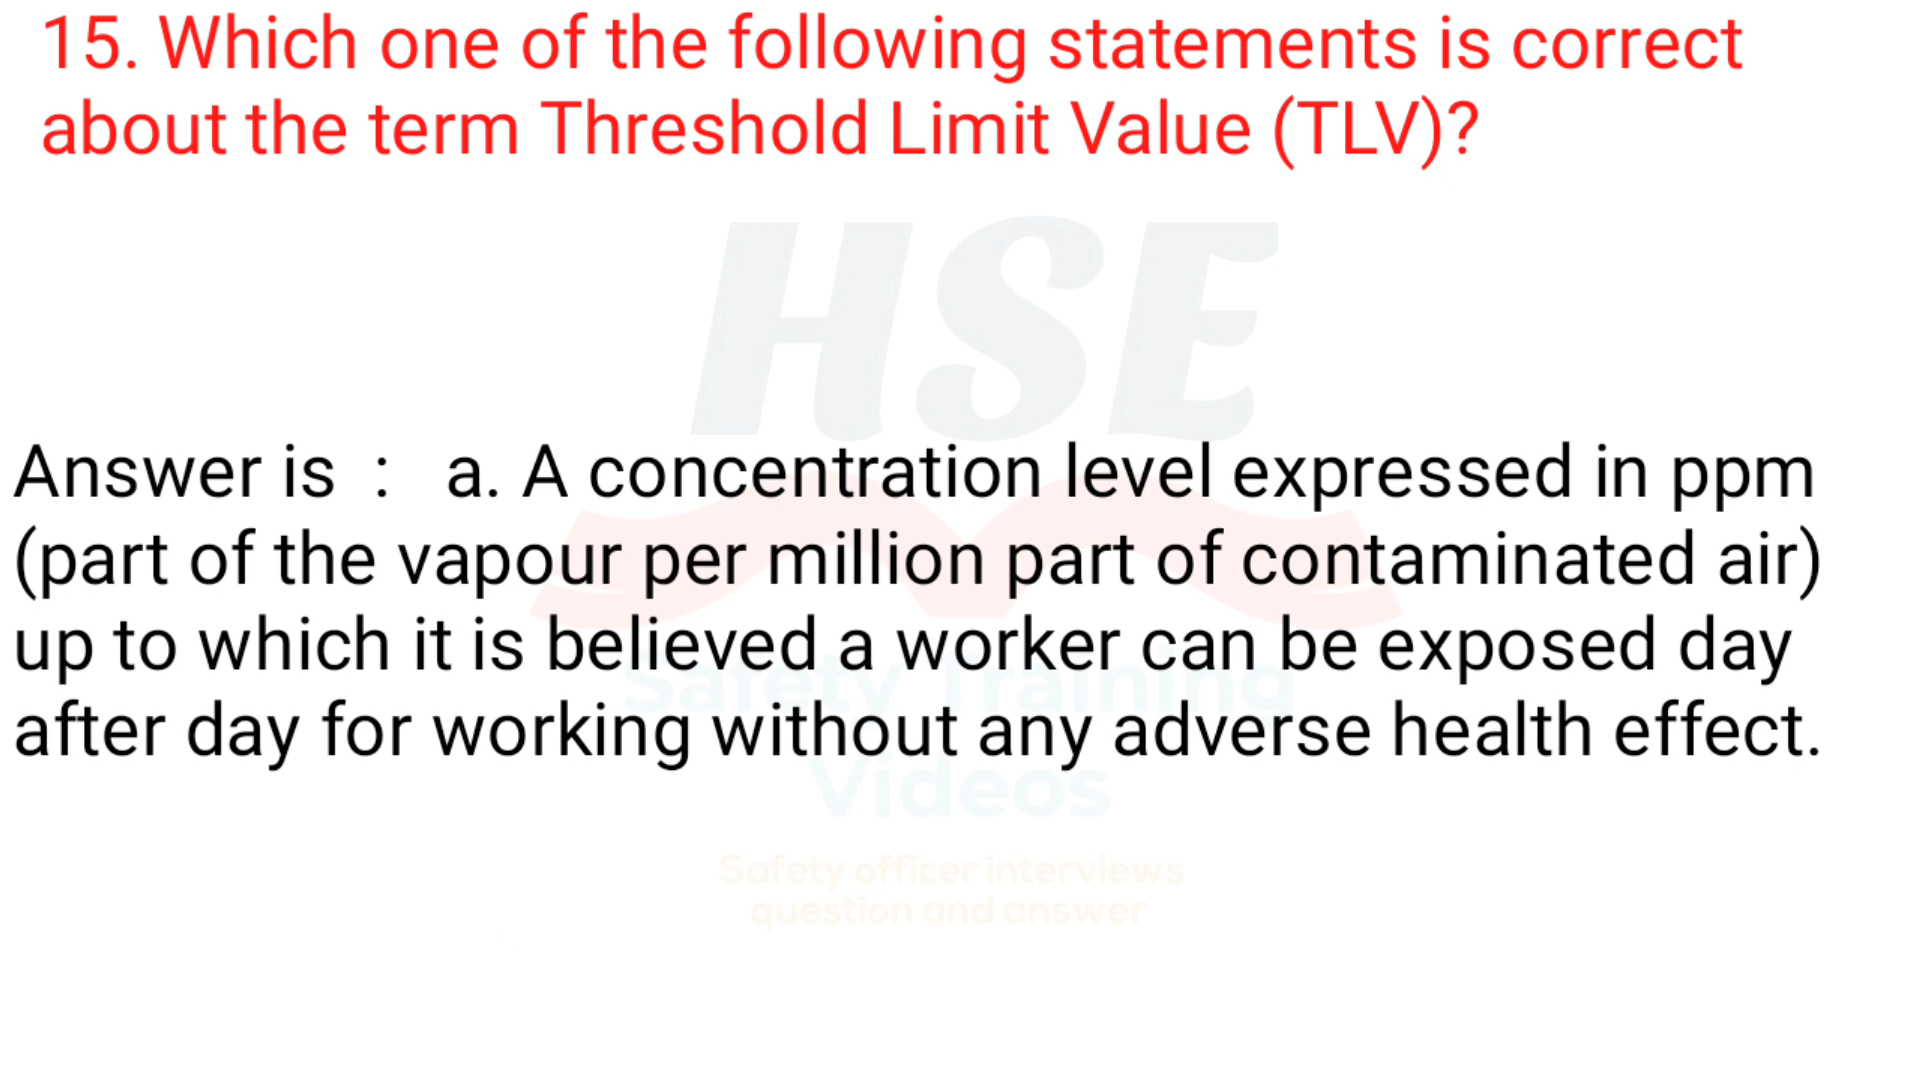 15. Which one of the following statements is correct
about the term Threshold Limit Value (TLV)?
HSE
Answer is : a. A concentration level expressed in ppm
(part of the vapour per million part of contaminated air)
up to which it is believed a worker can be exposed day
Safety Training
after day for working without any adverse health effect.
Videos
Safety officer interviews
question and answer